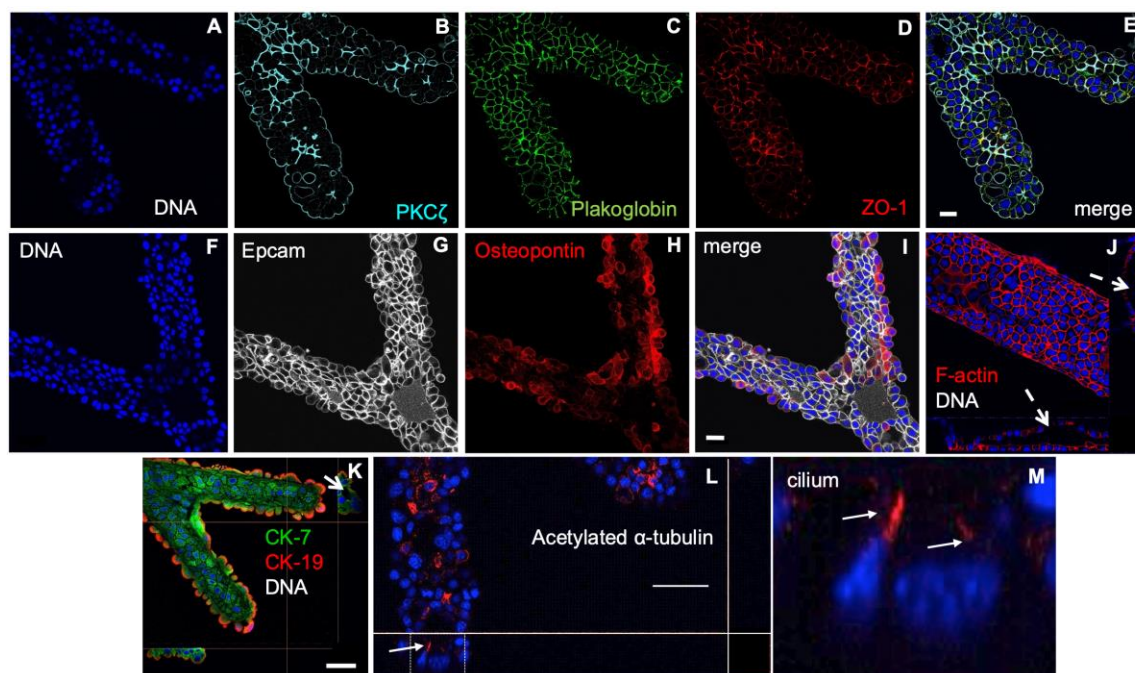 A
DNA
B
PKCζ
C
Plakoglobin
D
ZO-1
E
merge
DNA
F
Epcam
G
Osteopontin
H
merge
I
J
F-actin
DNA
K
CK-7
CK-19
DNA
L
Acetylated α-tubulin
cilium
M